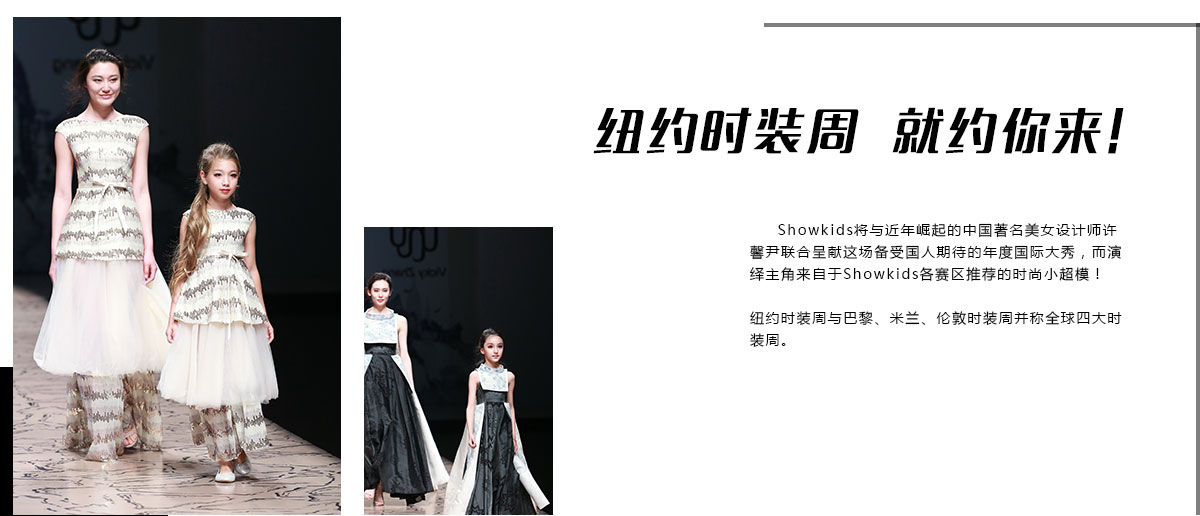 纽约时装周 就约你来!
Showkids将与近年崛起的中国著名美女设计师许
馨尹联合呈献这场备受国人期待的年度国际大秀，而演
绎主角来自于Showkids各赛区推荐的时尚小超模！
纽约时装周与巴黎、米兰、伦敦时装周并称全球四大时
装周。